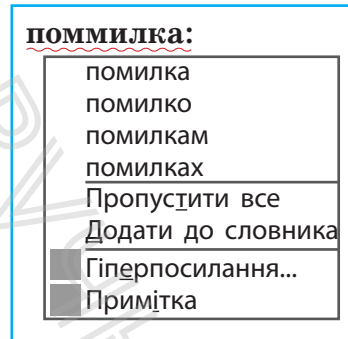 поммилка:
помилка
помилко
помилкам
помилках
Пропустити все
Додати до словника
Гіперпосилання...
Примітка